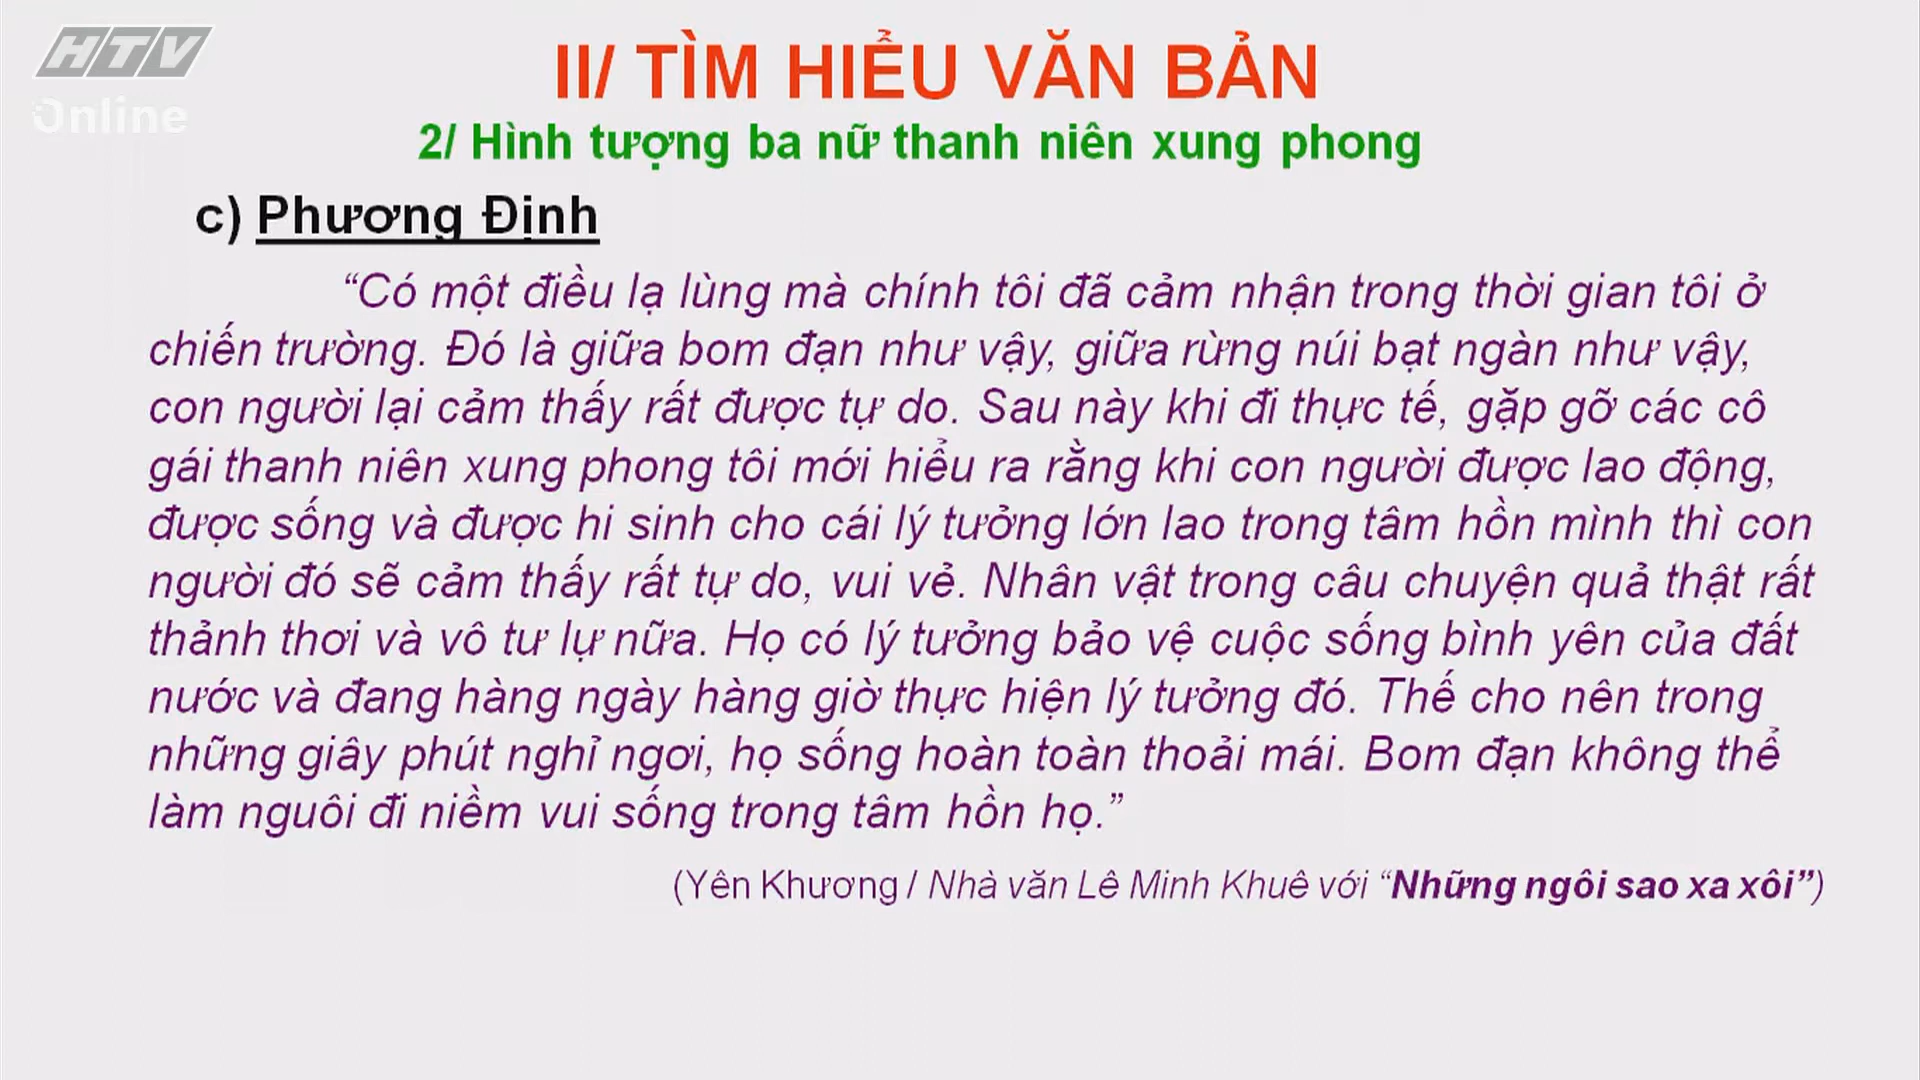 HTV
Online
II/ TÌM HIỂU VĂN BẢN
2/ Hình tượng ba nữ thanh niên xung phong
c) Phương Định
“Có một điều lạ lùng mà chính tôi đã cảm nhận trong thời gian tôi ở
chiến trường. Đó là giữa bom đạn như vậy, giữa rừng núi bạt ngàn như vậy,
con người lại cảm thấy rất được tự do. Sau này khi đi thực tế, gặp gỡ các cô
gái thanh niên xung phong tôi mới hiểu ra rằng khi con người được lao động,
được sống và được hi sinh cho cái lý tưởng lớn lao trong tâm hồn mình thì con
người đó sẽ cảm thấy rất tự do, vui vẻ. Nhân vật trong câu chuyện quả thật rất
thảnh thơi và vô tư lự nữa. Họ có lý tưởng bảo vệ cuộc sống bình yên của đất
nước và đang hàng ngày hàng giờ thực hiện lý tưởng đó. Thế cho nên trong
những giây phút nghỉ ngơi, họ sống hoàn toàn thoải mái. Bom đạn không thể
làm nguôi đi niềm vui sống trong tâm hồn họ.”
(Yên Khương / Nhà văn Lê Minh Khuê với “Những ngôi sao xa xôi”)